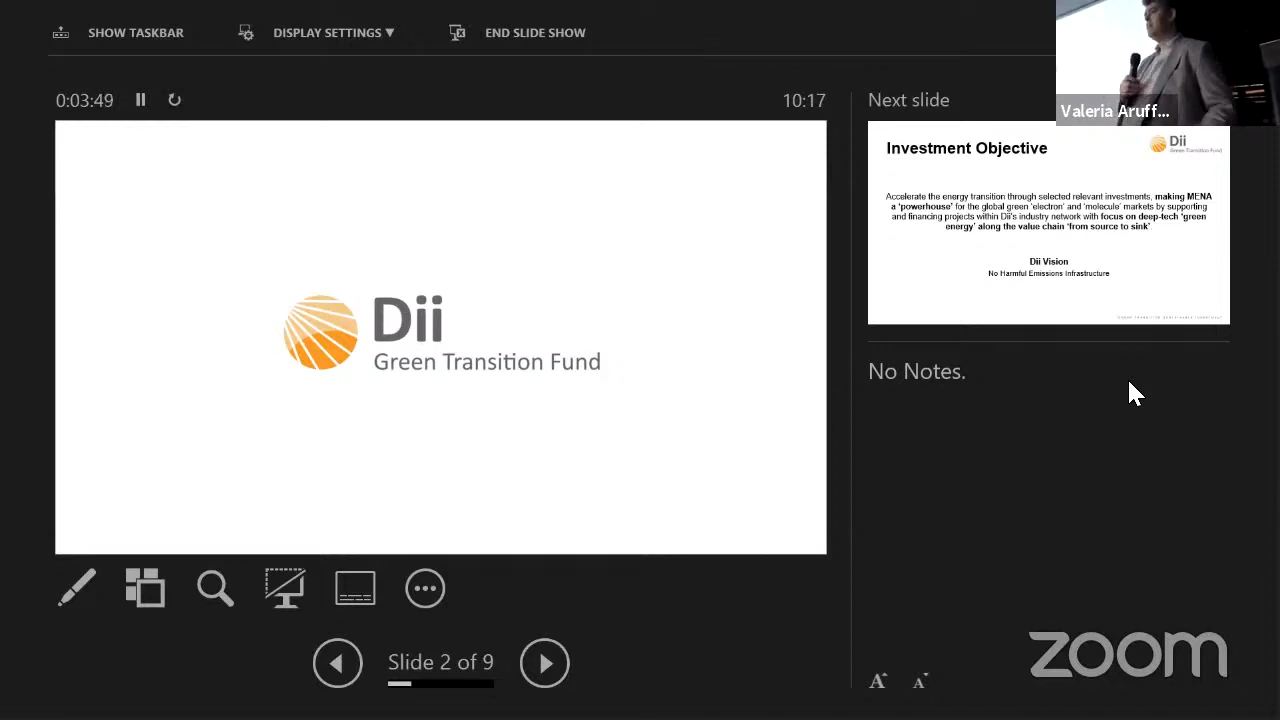 SHOW TASKBAR
DISPLAY SETTINGS ▼
END SLIDE SHOW
Valeria Aruff...
0:03:49
10:17
Next slide
Dii
Green Transition Fund
Investment Objective
Dii
Green Transition Fund
Accelerate the energy transition through selected relevant investments, making MENA
a 'powerhouse' for the global green 'electron' and 'molecule' markets by supporting
and financing projects within Dii's industry network with focus on deep-tech 'green
energy' along the value chain 'from source to sink'
Dii Vision
No Harmful Emissions Infrastructure
No Notes.
Slide 2 of 9
A A
zoom